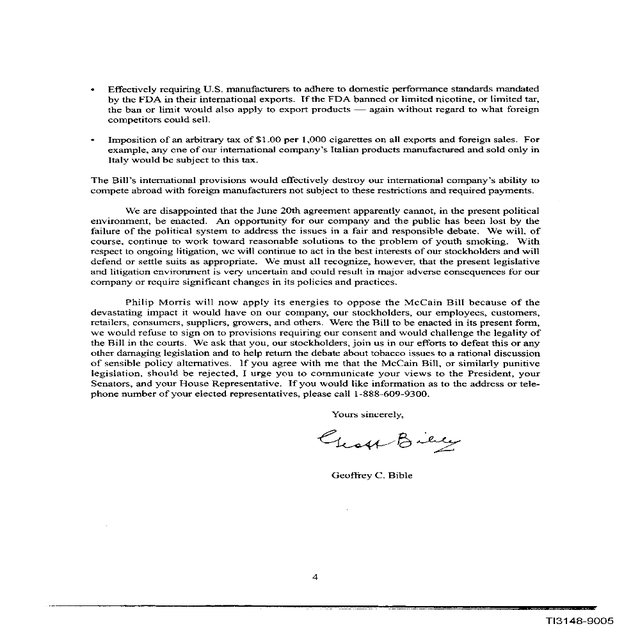 • Effectively requiring U.S. manufacturers to adhere to domestic performance standards mandated
by the FDA in their international exports. If the FDA banned or limited nicotine, or limited tar,
the ban or limit would also apply to export products — again without regard to what foreign
competitors could sell.
• Imposition of an arbitrary tax of $1.00 per 1,000 cigarettes on all exports and foreign sales. For
example, any one of our international company's Italian products manufactured and sold only in
Italy would be subject to this tax.
The Bill's international provisions would effectively destroy our international company's ability to
compete abroad with foreign manufacturers not subject to these restrictions and required payments.
We are disappointed that the June 20th agreement apparently cannot, in the present political
environment, be enacted. An opportunity for our company and the public has been lost by the
failure of the political system to address the issues in a fair and responsible debate. We will, of
course, continue to work toward reasonable solutions to the problem of youth smoking. With
respect to ongoing litigation, we will continue to act in the best interests of our stockholders and will
defend or settle suits as appropriate. We must all recognize, however, that the present legislative
and litigation environment is very uncertain and could result in major adverse consequences for our
company or require significant changes in its policies and practices.
Philip Morris will now apply its energies to oppose the McCain Bill because of the
devastating impact it would have on our company, our stockholders, our employees, customers,
retailers, consumers, suppliers, growers, and others. Were the Bill to be enacted in its present form,
we would refuse to sign on to provisions requiring our consent and would challenge the legality of
the Bill in the courts. We ask that you, our stockholders, join us in our efforts to defeat this or any
other damaging legislation and to help return the debate about tobacco issues to a rational discussion
of sensible policy alternatives. If you agree with me that the McCain Bill, or similarly punitive
legislation, should be rejected, I urge you to communicate your views to the President, your
Senators, and your House Representative. If you would like information as to the address or tele-
phone number of your elected representatives, please call 1-888-609-9300.
Yours sincerely,
Geoff Bible
Geoffrey C. Bible
4
TI3148-9005